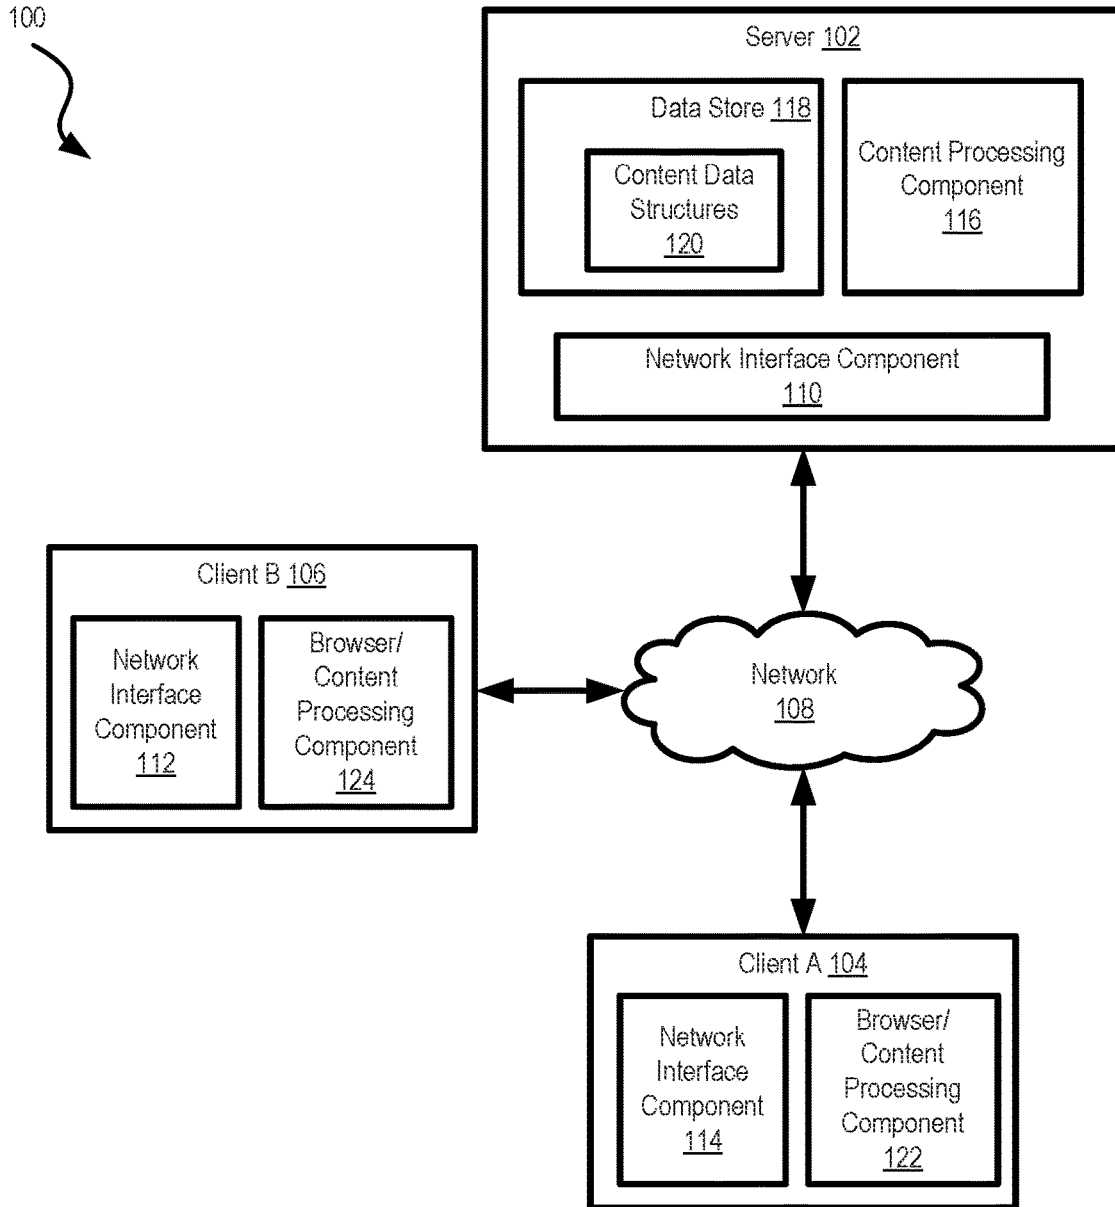 100
Server 102
Data Store 118
Content Data
Structures
120
Content Processing
Component
116
Network Interface Component
110
Client B 106
Network
Interface
Component
112
Browser/
Content
Processing
Component
124
Network
108
Client A 104
Network
Interface
Component
114
Browser/
Content
Processing
Component
122